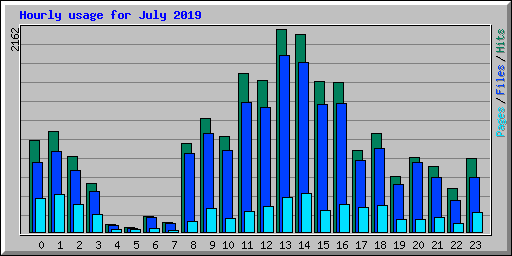 Hourly usage for July 2019
2162
Pages/Files/Hits
0 1 2 3 4 5 6 7 8 9 10 11 12 13 14 15 16 17 18 19 20 21 22 23